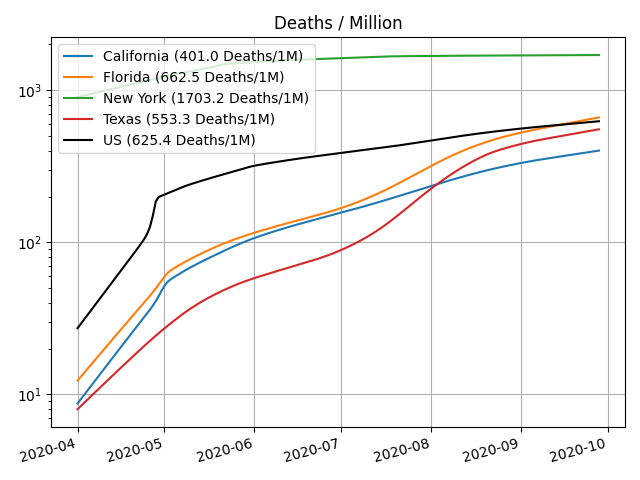 Deaths / Million
California (401.0 Deaths/1M)
Florida (662.5 Deaths/1M)
New York (1703.2 Deaths/1M)
Texas (553.3 Deaths/1M)
US (625.4 Deaths/1M)
10³
10²
10¹
2020-04 2020-05 2020-06 2020-07 2020-08 2020-09 2020-10